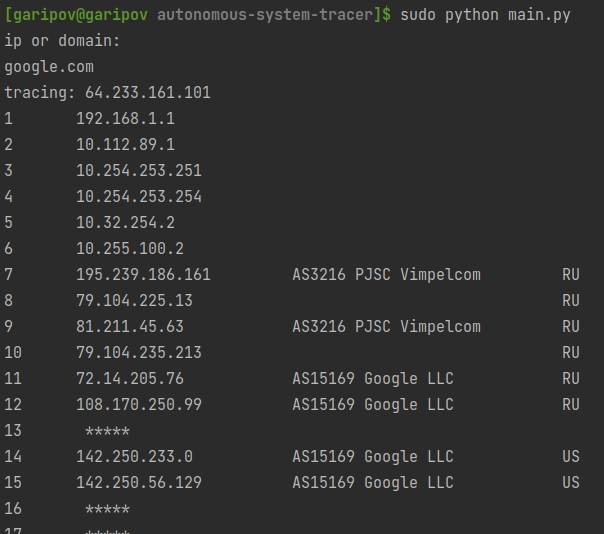 [garipov@garipov autonomous-system-tracer]$ sudo python main.py
ip or domain:
google.com
tracing: 64.233.161.101
1 192.168.1.1
2 10.112.89.1
3 10.254.253.251
4 10.254.253.254
5 10.32.254.2
6 10.255.100.2
7 195.239.186.161 AS3216 PJSC Vimpelcom RU
8 79.104.225.13 RU
9 81.211.45.63 AS3216 PJSC Vimpelcom RU
10 79.104.235.213 RU
11 72.14.205.76 AS15169 Google LLC RU
12 108.170.250.99 AS15169 Google LLC RU
13 *****
14 142.250.233.0 AS15169 Google LLC US
15 142.250.56.129 AS15169 Google LLC US
16 *****
17 *****